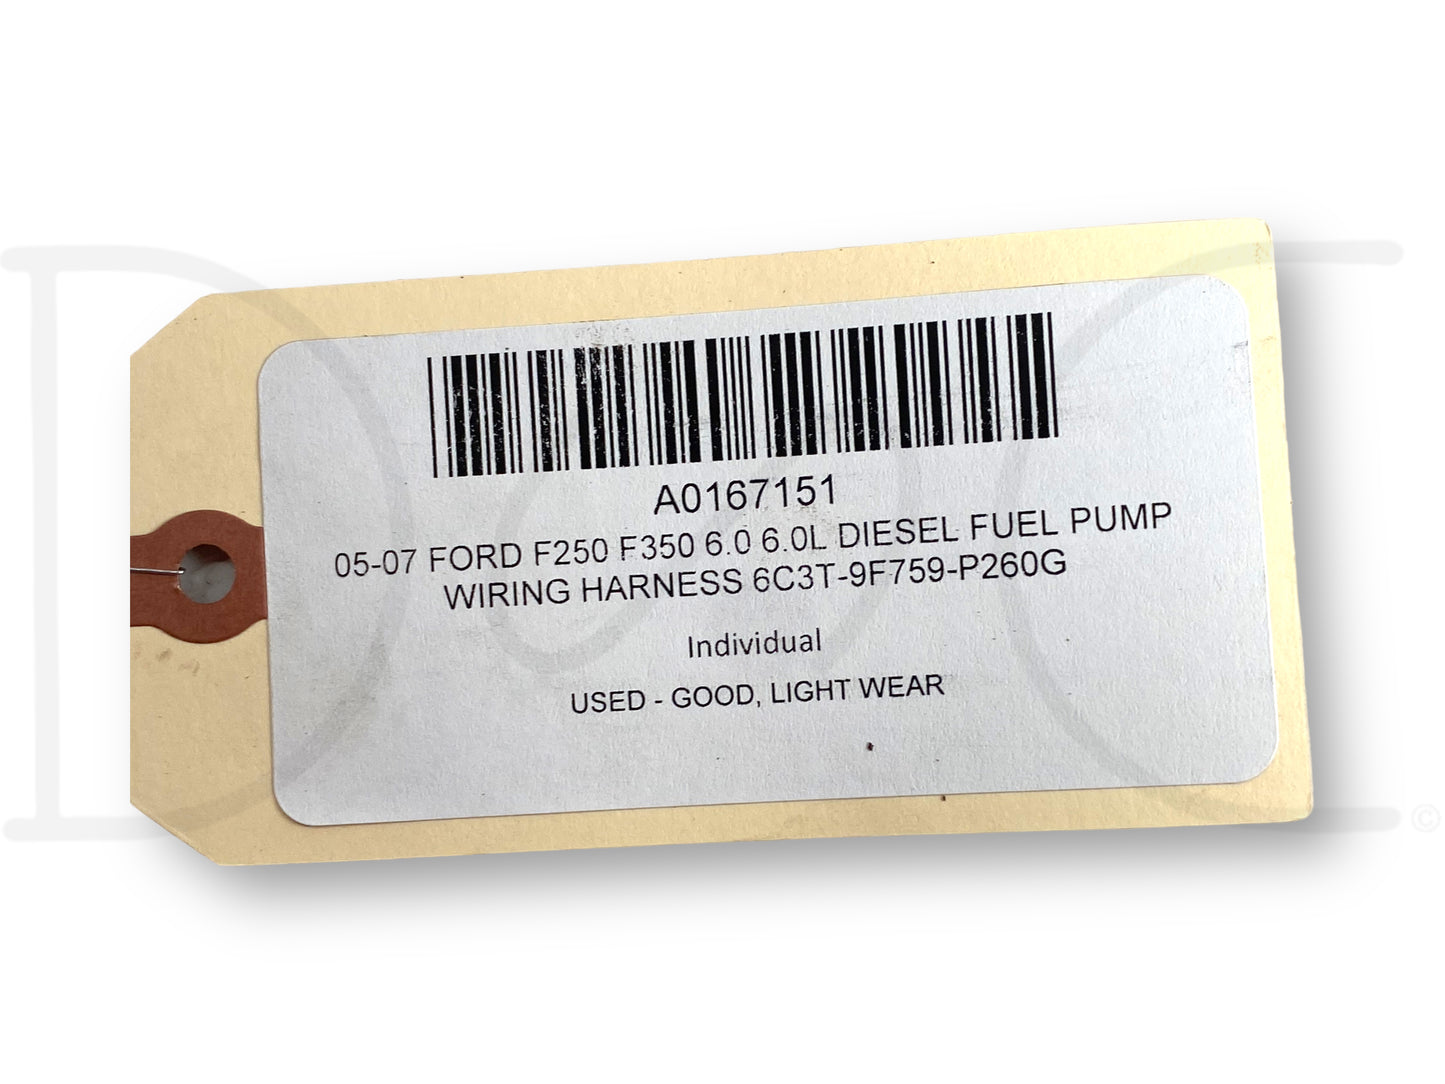 A0167151
05-07 FORD F250 F350 6.0 6.0L DIESEL FUEL PUMP
WIRING HARNESS 6C3T-9F759-P260G
Individual
USED - GOOD, LIGHT WEAR
©